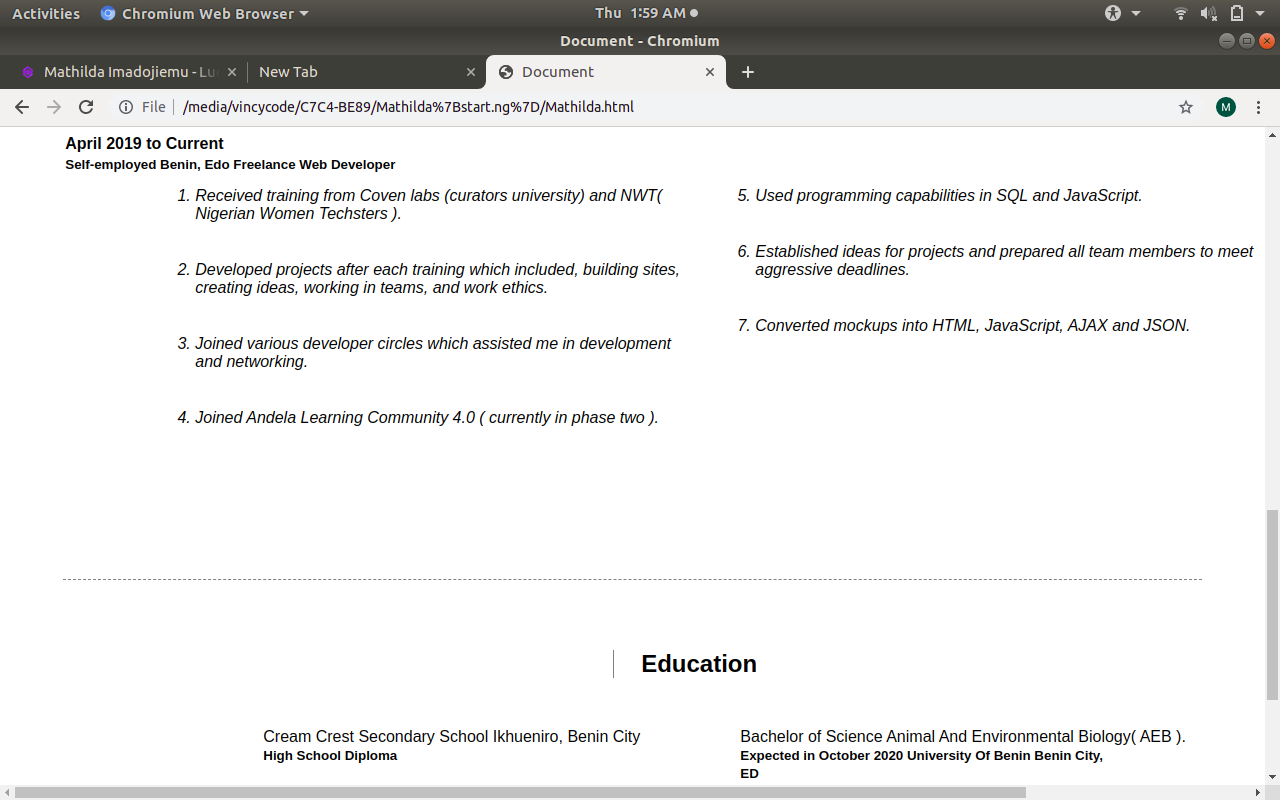 Activities Chromium Web Browser Thu 1:59 AM
Document - Chromium
Mathilda Imadojiemu - Lu New Tab Document
File /media/vincycode/C7C4-BE89/Mathilda%7Bstart.ng%7D/Mathilda.html M
April 2019 to Current
Self-employed Benin, Edo Freelance Web Developer
1. Received training from Coven labs (curators university) and NWT(
Nigerian Women Techsters ).
2. Developed projects after each training which included, building sites,
creating ideas, working in teams, and work ethics.
3. Joined various developer circles which assisted me in development
and networking.
4. Joined Andela Learning Community 4.0 ( currently in phase two ).
5. Used programming capabilities in SQL and JavaScript.
6. Established ideas for projects and prepared all team members to meet
aggressive deadlines.
7. Converted mockups into HTML, JavaScript, AJAX and JSON.
Education
Cream Crest Secondary School Ikhueniro, Benin City
High School Diploma
Bachelor of Science Animal And Environmental Biology( AEB ).
Expected in October 2020 University Of Benin Benin City,
ED